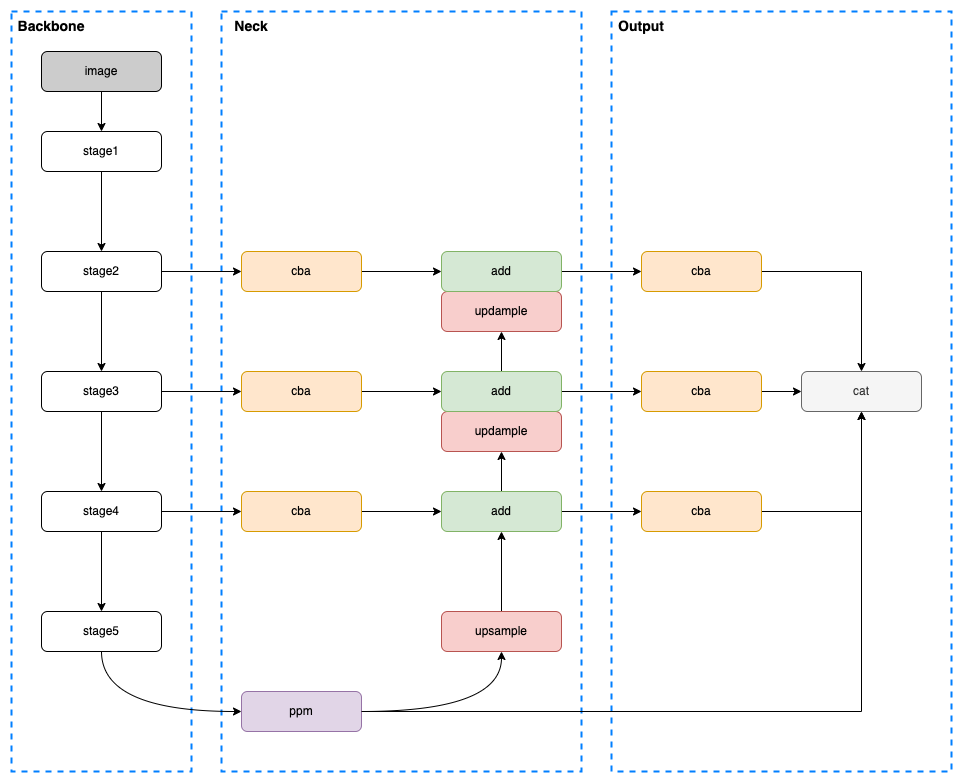 Backbone
Neck
Output
image
stage1
stage2
cba
add
cba
updample
stage3
cba
add
cba
cat
updample
stage4
cba
add
cba
stage5
upsample
ppm